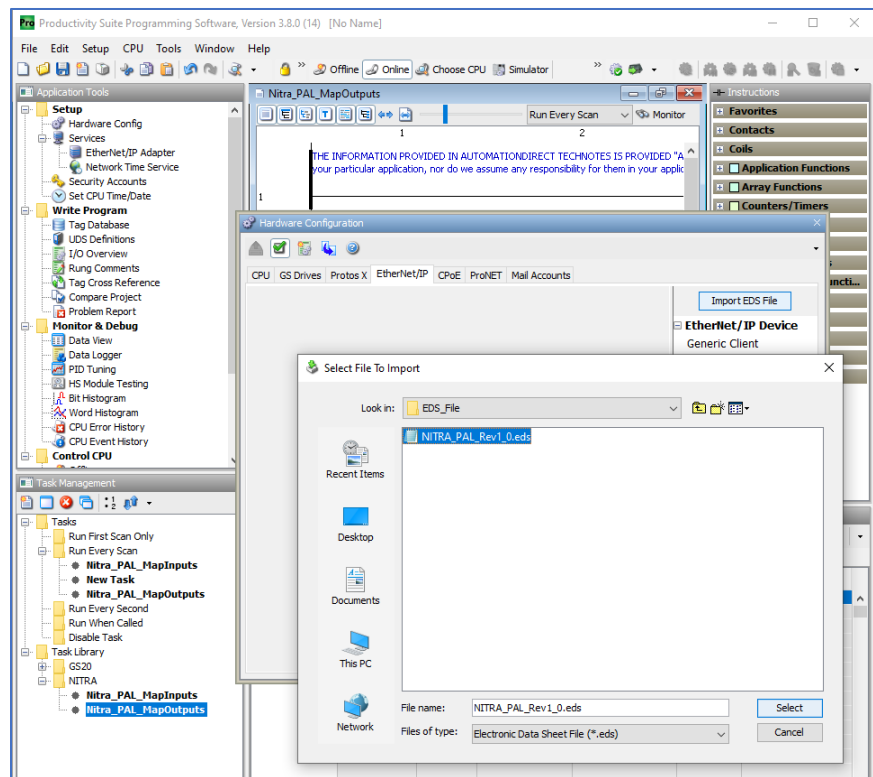 Pro Productivity Suite Programming Software, Version 3.8.0 (14) [No Name]
File Edit Setup CPU Tools Window Help
Offline Online Choose CPU Simulator
Application Tools
Setup
Hardware Config
Services
EtherNet/IP Adapter
Network Time Service
Security Accounts
Set CPU Time/Date
Write Program
Tag Database
UDS Definitions
I/O Overview
Rung Comments
Tag Cross Reference
Compare Project
Problem Report
Monitor & Debug
Data View
Data Logger
PID Tuning
HS Module Testing
Bit Histogram
Word Histogram
CPU Error History
CPU Event History
Control CPU
Task Management
Tasks
Run First Scan Only
Run Every Scan
Nitra_PAL_MapInputs
New Task
Nitra_PAL_MapOutputs
Run Every Second
Run When Called
Disable Task
Task Library
GS20
NITRA
Nitra_PAL_MapInputs
Nitra_PAL_MapOutputs
Nitra_PAL_MapOutputs
Run Every Scan Monitor
1 2
THE INFORMATION PROVIDED IN AUTOMATIONDIRECT TECHNOTES IS PROVIDED "A
your particular application, nor do we assume any responsibility for them in your applic
1
Instructions
Favorites
Contacts
Coils
Application Functions
Array Functions
Counters/Timers
Hardware Configuration
CPU GS Drives Protos X EtherNet/IP CPoE ProNET Mail Accounts
Import EDS File
EtherNet/IP Device
Generic Client
Select File To Import
Look in: EDS_File
NITRA_PAL_Rev1_0.eds
Recent Items
Desktop
Documents
This PC
Network
File name: NITRA_PAL_Rev1_0.eds Select
Files of type: Electronic Data Sheet File (*.eds) Cancel